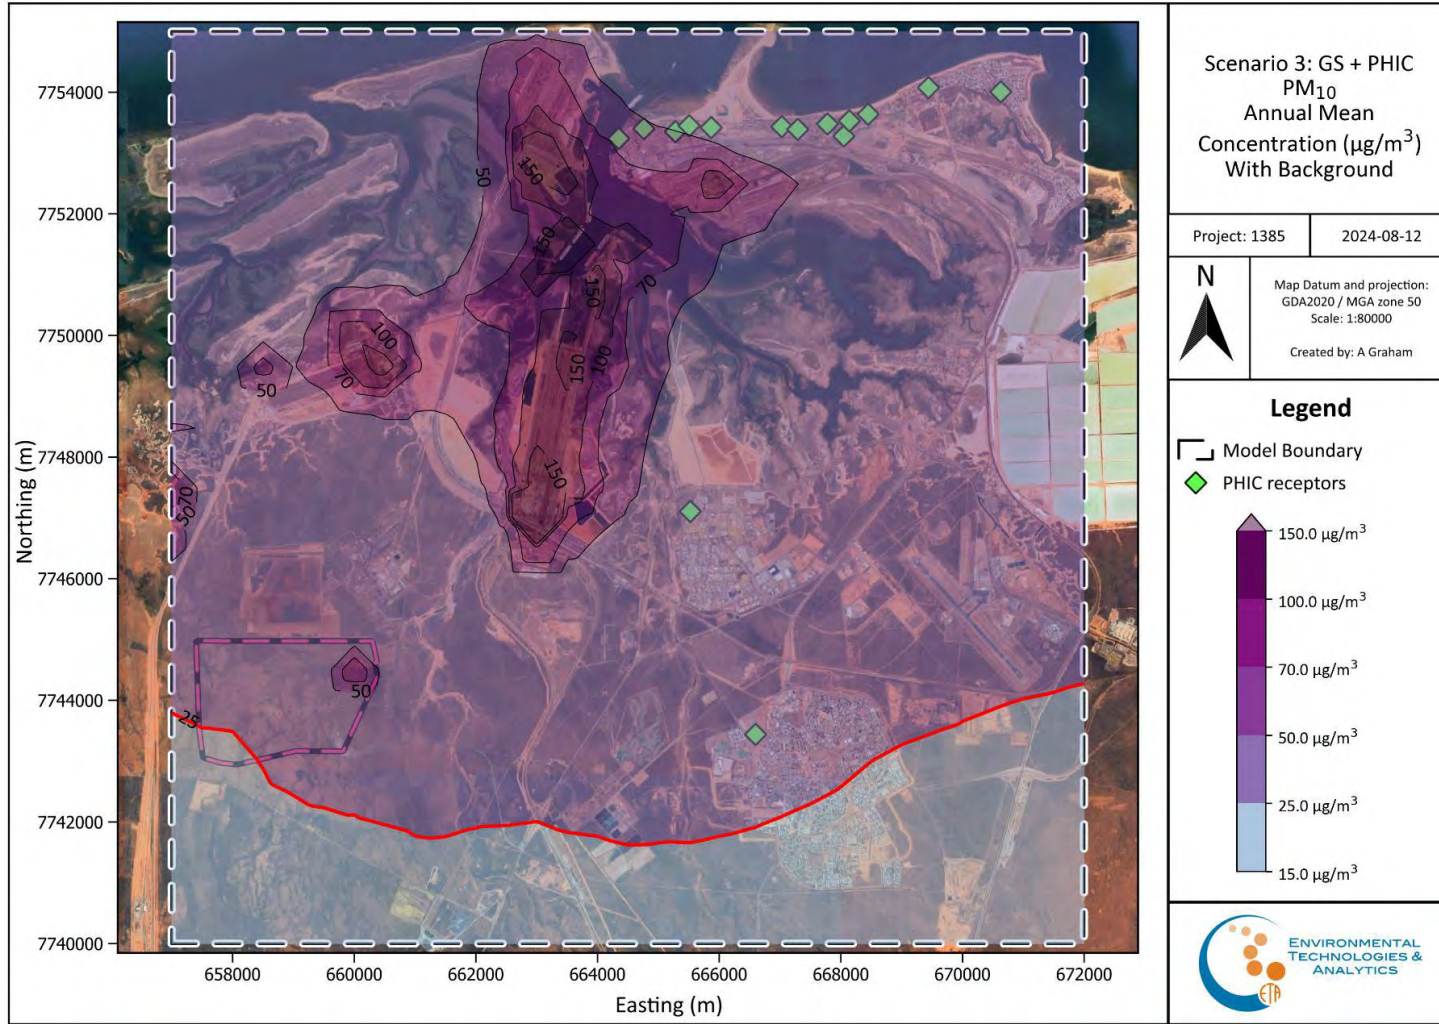 Scenario 3: GS + PHIC
PM10
Annual Mean
Concentration (µg/m³)
With Background
Project: 1385
2024-08-12
N
Map Datum and projection:
GDA2020 / MGA zone 50
Scale: 1:80000
Created by: A Graham
Legend
Model Boundary
PHIC receptors
150.0 µg/m³
100.0 µg/m³
70.0 µg/m³
50.0 µg/m³
25.0 µg/m³
15.0 µg/m³
ENVIRONMENTAL
TECHNOLOGIES &
ANALYTICS
ETA
Northing (m)
7754000
7752000
7750000
7748000
7746000
7744000
7742000
7740000
658000
660000
662000
664000
666000
668000
670000
672000
Easting (m)
50
150
150
150
70
100
150
100
70
50
150
70
50
50
25